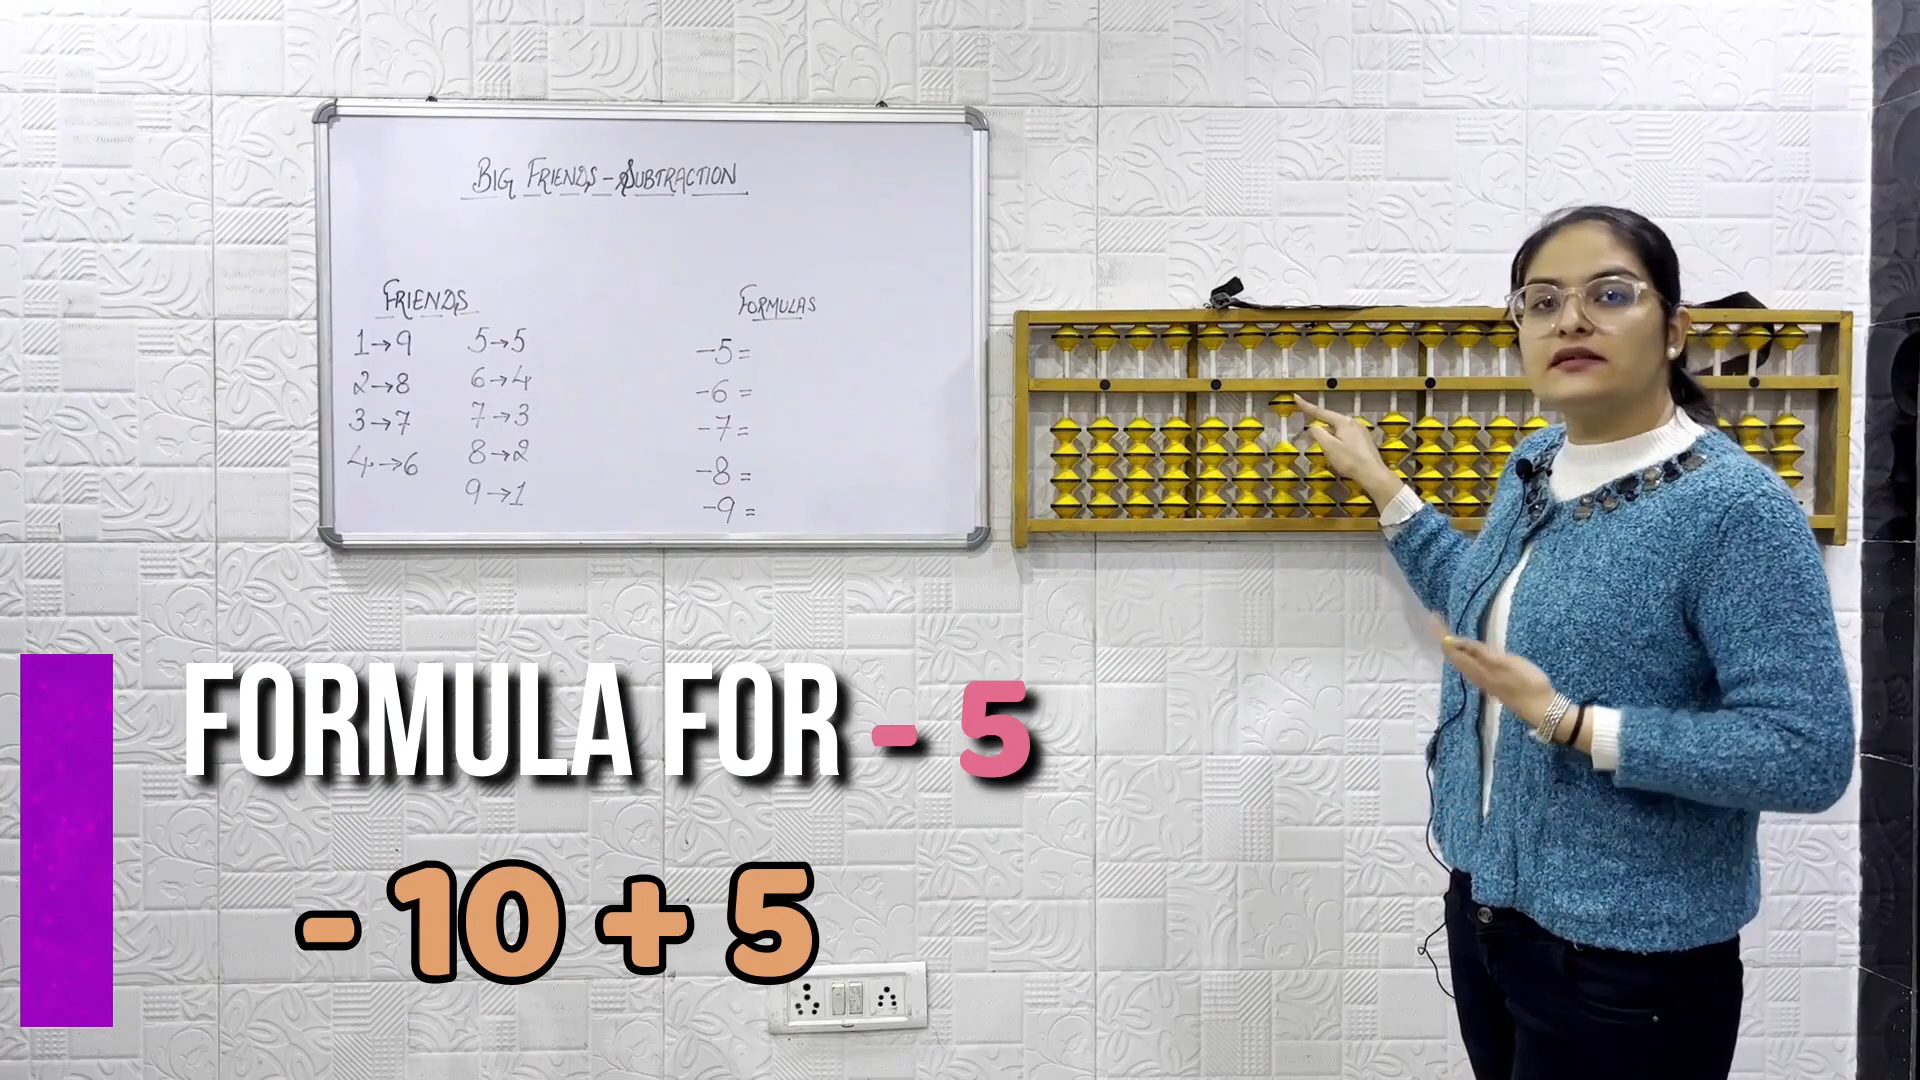 BIG FRIENDS - SUBTRACTION
FRIENDS
1→9
2→8
3→7
4→6
5→5
6→4
7→3
8→2
9→1
FORMULAS
-5=
-6=
-7=
-8=
-9=
FORMULA FOR - 5
- 10 + 5